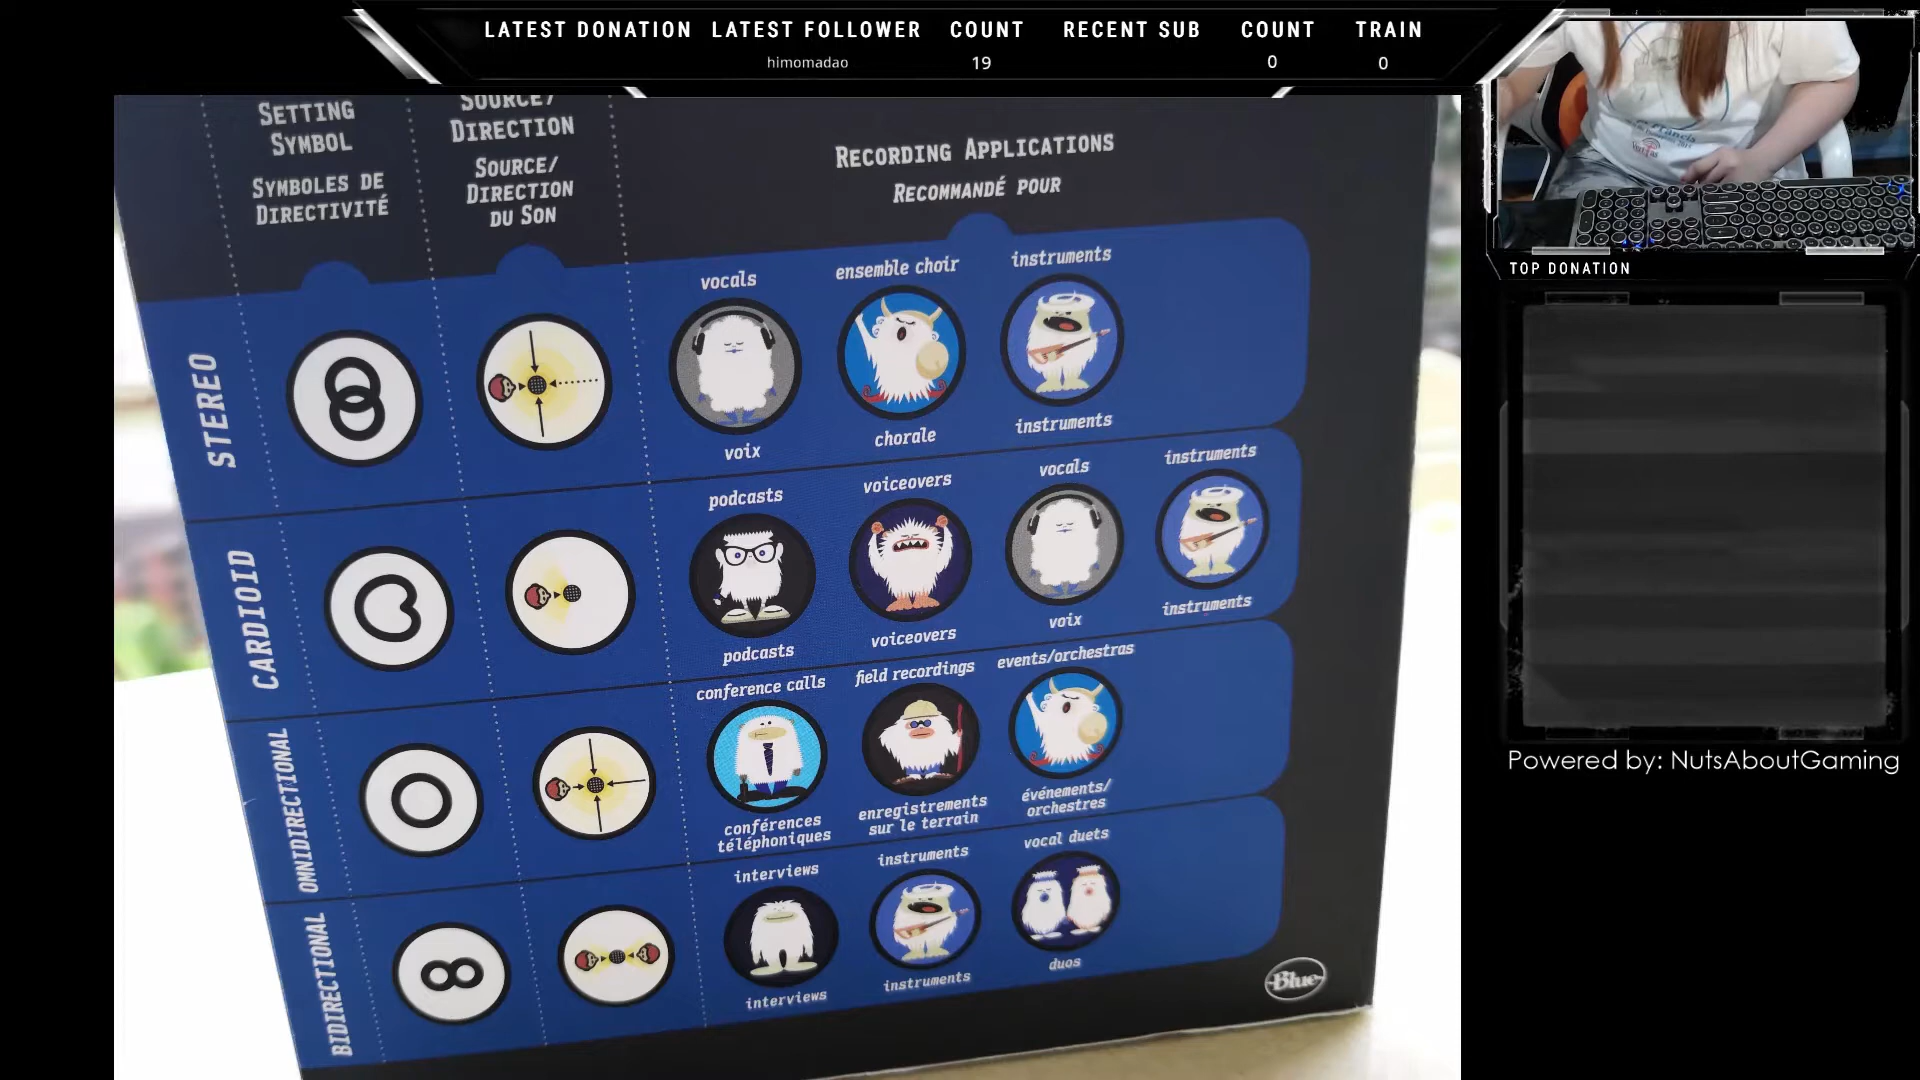 LATEST DONATION LATEST FOLLOWER COUNT RECENT SUB COUNT TRAIN
himomadao 19 0 0
SETTING
SYMBOL
SYMBOLES DE
DIRECTIVITÉ
SOURCE/
DIRECTION
SOURCE/
DIRECTION
DU SON
RECORDING APPLICATIONS
RECOMMANDÉ POUR
STEREO
vocals
voix
ensemble choir
chorale
instruments
instruments
CARDIOID
podcasts
podcasts
voiceovers
voiceovers
vocals
voix
instruments
instruments
OMNIDIRECTIONAL
conference calls
conférences
téléphoniques
field recordings
enregistrements
sur le terrain
events/orchestras
événements/
orchestres
BIDIRECTIONAL
interviews
interviews
instruments
instruments
vocal duets
duos
Blue
TOP DONATION
Powered by: NutsAboutGaming